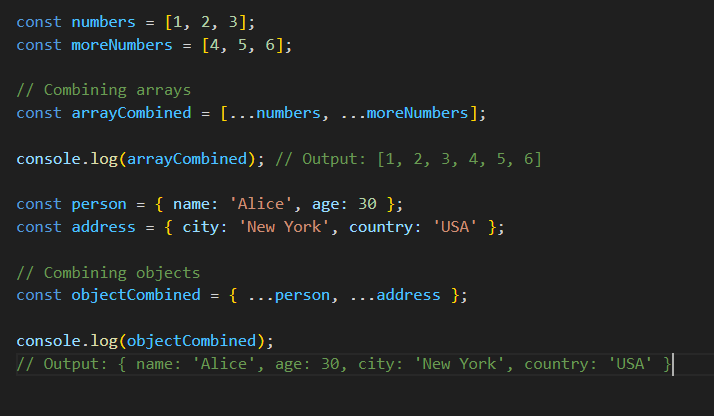 const numbers = [1, 2, 3];
const moreNumbers = [4, 5, 6];

// Combining arrays
const arrayCombined = [...numbers, ...moreNumbers];

console.log(arrayCombined); // Output: [1, 2, 3, 4, 5, 6]

const person = { name: 'Alice', age: 30 };
const address = { city: 'New York', country: 'USA' };

// Combining objects
const objectCombined = { ...person, ...address };

console.log(objectCombined);
// Output: { name: 'Alice', age: 30, city: 'New York', country: 'USA' }